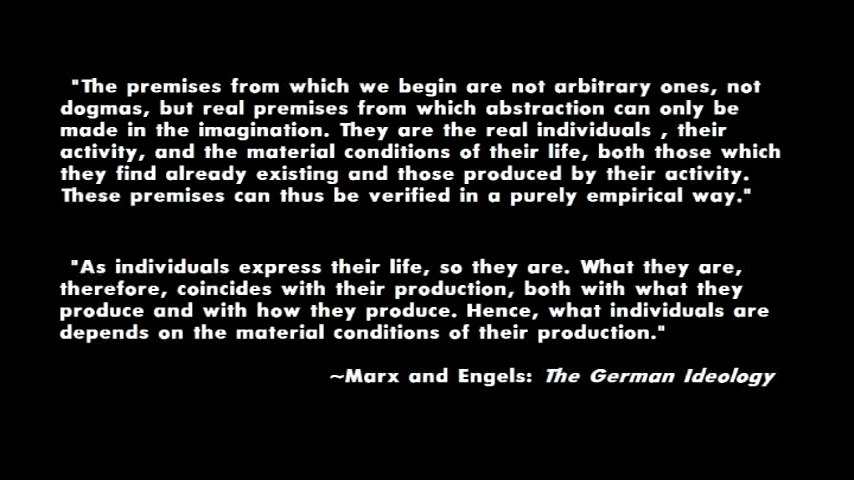 "The premises from which we begin are not arbitrary ones, not
dogmas, but real premises from which abstraction can only be
made in the imagination. They are the real individuals , their
activity, and the material conditions of their life, both those which
they find already existing and those produced by their activity.
These premises can thus be verified in a purely empirical way."
"As individuals express their life, so they are. What they are,
therefore, coincides with their production, both with what they
produce and with how they produce. Hence, what individuals are
depends on the material conditions of their production."
~Marx and Engels: The German Ideology